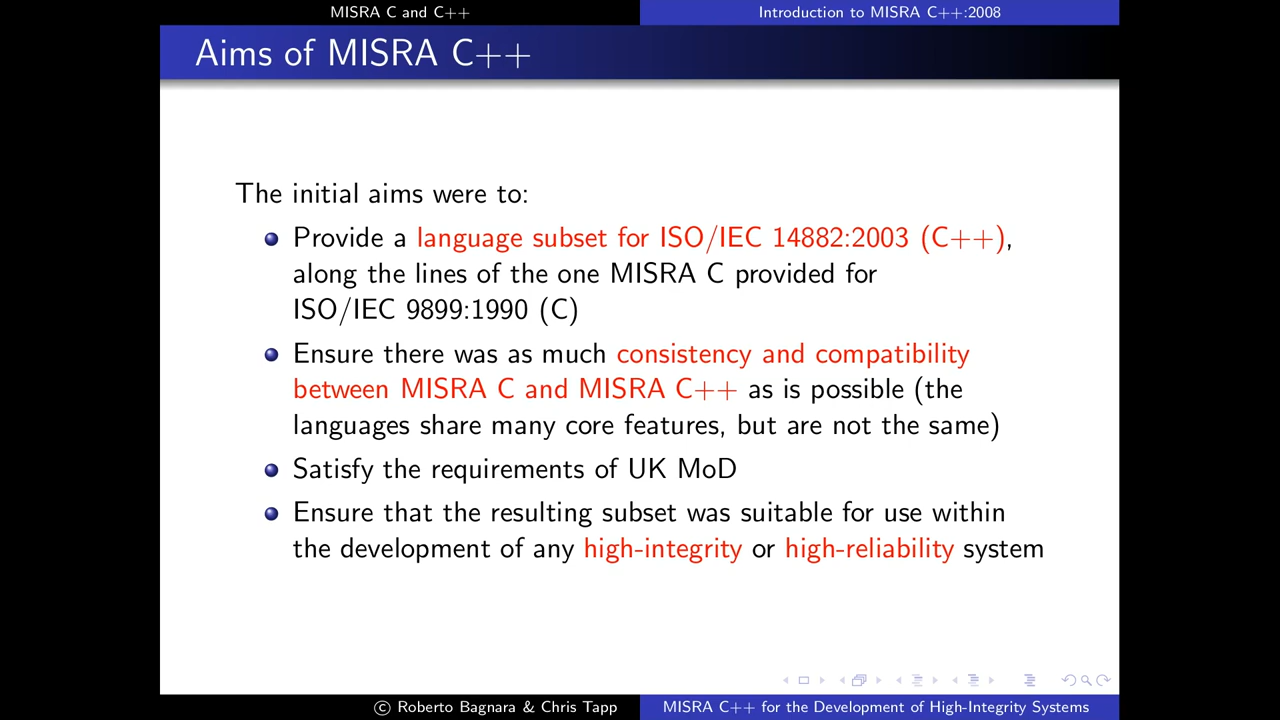 MISRA C and C++
Introduction to MISRA C++:2008
Aims of MISRA C++
The initial aims were to:
Provide a language subset for ISO/IEC 14882:2003 (C++),
along the lines of the one MISRA C provided for
ISO/IEC 9899:1990 (C)
Ensure there was as much consistency and compatibility
between MISRA C and MISRA C++ as is possible (the
languages share many core features, but are not the same)
Satisfy the requirements of UK MoD
Ensure that the resulting subset was suitable for use within
the development of any high-integrity or high-reliability system
© Roberto Bagnara & Chris Tapp
MISRA C++ for the Development of High-Integrity Systems